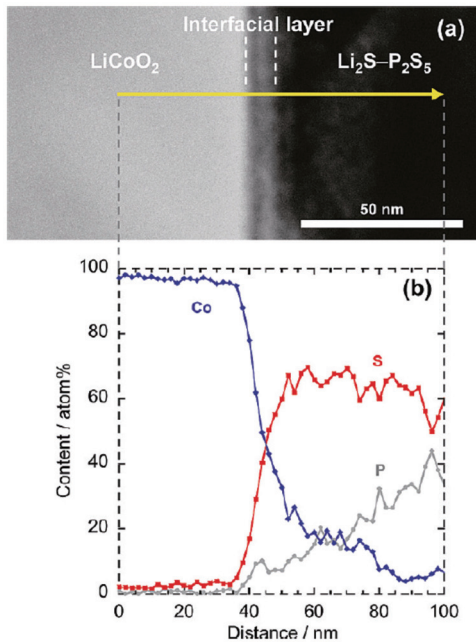 Interfacial layer
(a)
LiCoO₂
Li₂S–P₂S₅
50 nm
(b)
100
80
60
40
20
0
Content / atom%
Co
S
P
0
20
40
60
80
100
Distance / nm